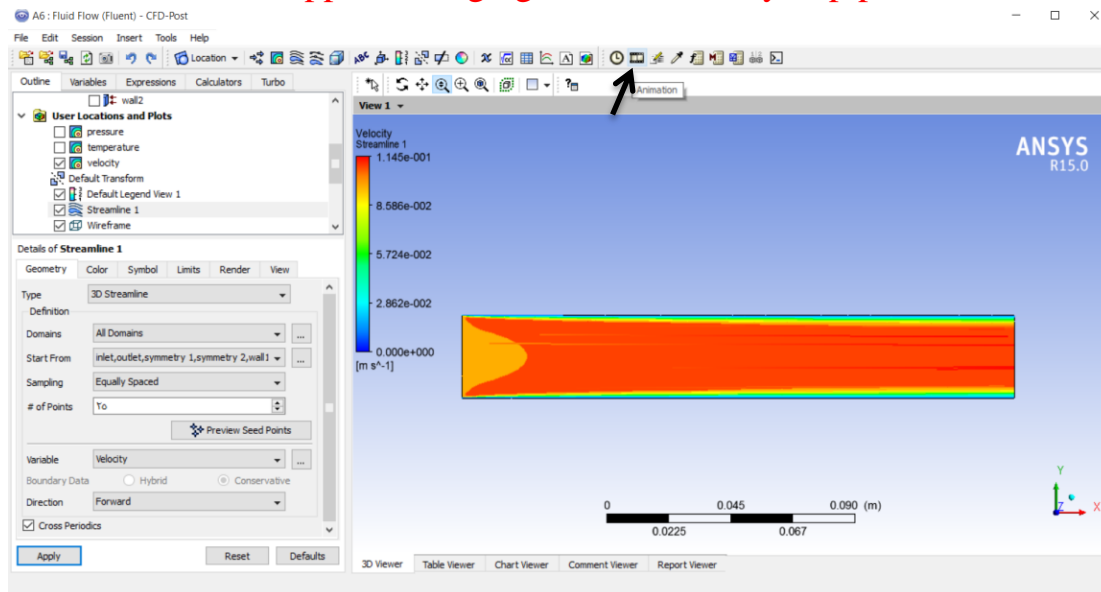 A6 : Fluid Flow (Fluent) - CFD-Post
File Edit Session Insert Tools Help
Location
Outline Variables Expressions Calculators Turbo
wall2
User Locations and Plots
pressure
temperature
velocity
Default Transform
Default Legend View 1
Streamline 1
Wireframe
Details of Streamline 1
Geometry Color Symbol Limits Render View
Type 3D Streamline
Definition
Domains All Domains ...
Start From inlet,outlet,symmetry 1,symmetry 2,wall1 ...
Sampling Equally Spaced
# of Points ٢٥
Preview Seed Points
Variable Velocity ...
Boundary Data Hybrid Conservative
Direction Forward
Cross Periodics
Apply Reset Defaults
Animation
View 1
Velocity
Streamline 1
1.145e-001
8.586e-002
5.724e-002
2.862e-002
0.000e+000
[m s^-1]
ANSYS
R15.0
0 0.045 0.090 (m)
0.0225 0.067
Y
Z X
3D Viewer Table Viewer Chart Viewer Comment Viewer Report Viewer